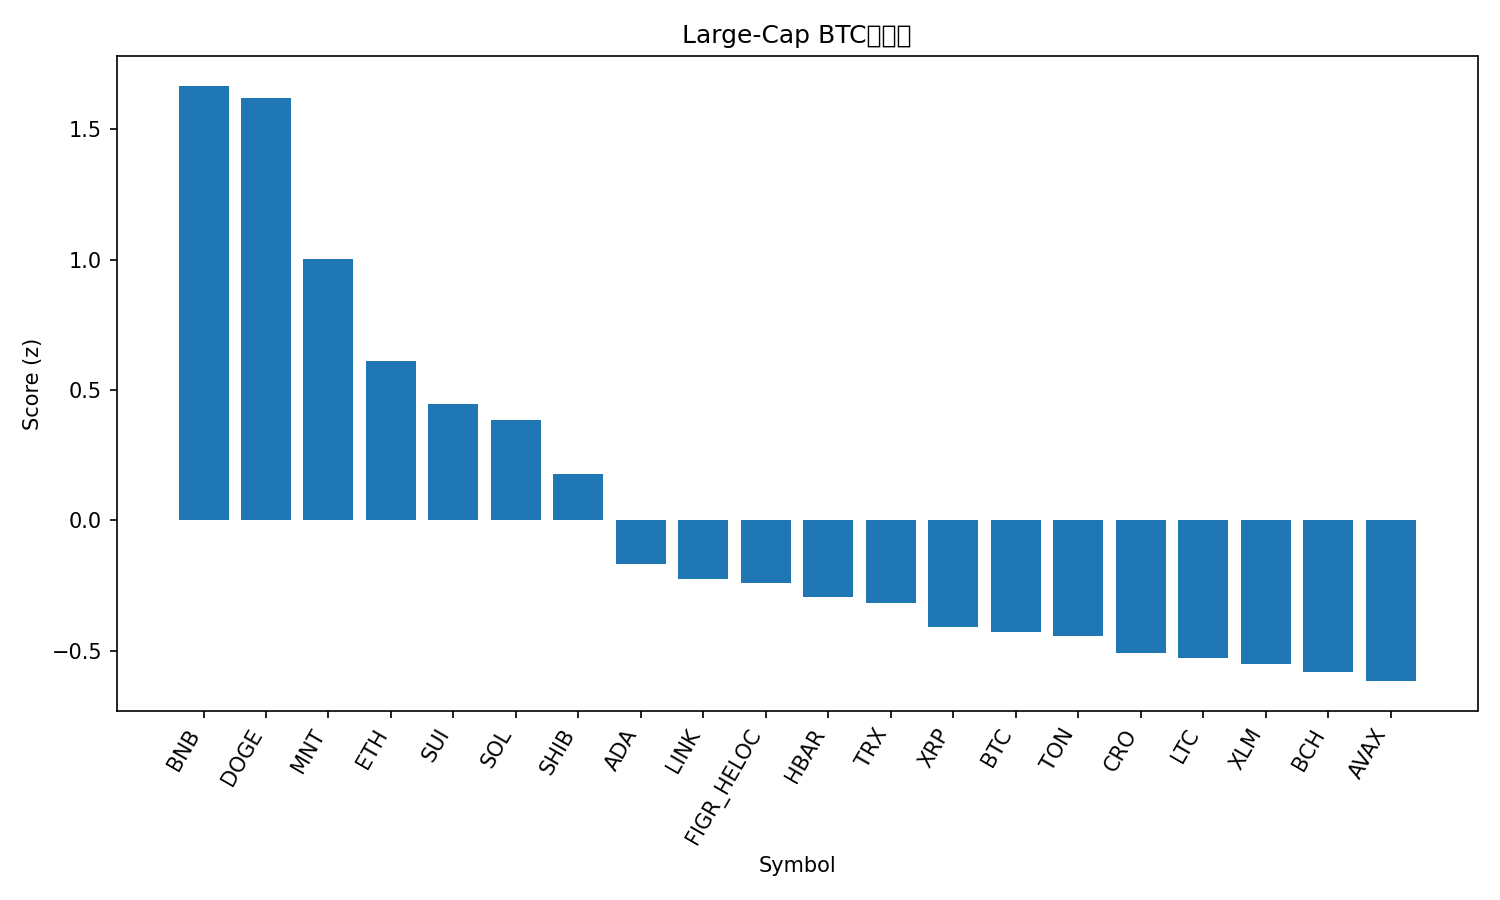 Large-Cap BTC
1.5
1.0
0.5
0.0
−0.5
Score (z)
BNB
DOGE
MNT
ETH
SUI
SOL
SHIB
ADA
LINK
FIGR_HELOC
HBAR
TRX
XRP
BTC
TON
CRO
LTC
XLM
BCH
AVAX
Symbol